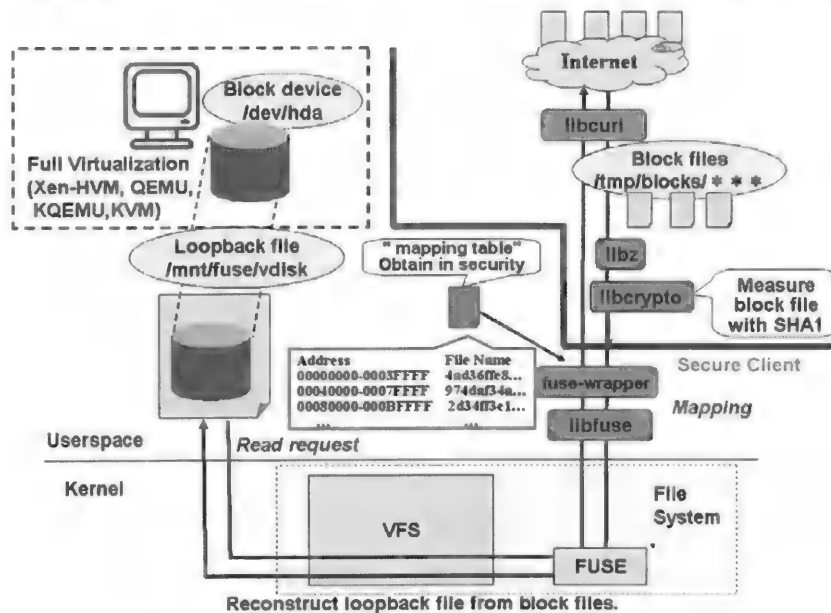 Block device
/dev/hda
Full Virtualization
(Xen-HVM, QEMU,
KQEMU,KVM)
Loopback file
/mnt/fuse/vdisk
Internet
libcurl
Block files
/tmp/blocks/ * * *
libz
libcrypto
Measure
block file
with SHA1
" mapping table"
Obtain in security
Address File Name
00000000-0003FFFF 4ad36ffe8...
00040000-0007FFFF 974daf34a...
00080000-000BFFFF 2d34ff3e1...
... ...
Secure Client
fuse-wrapper
Mapping
libfuse
Userspace
Read request
Kernel
VFS
File
System
FUSE
Reconstruct loopback file from block files.